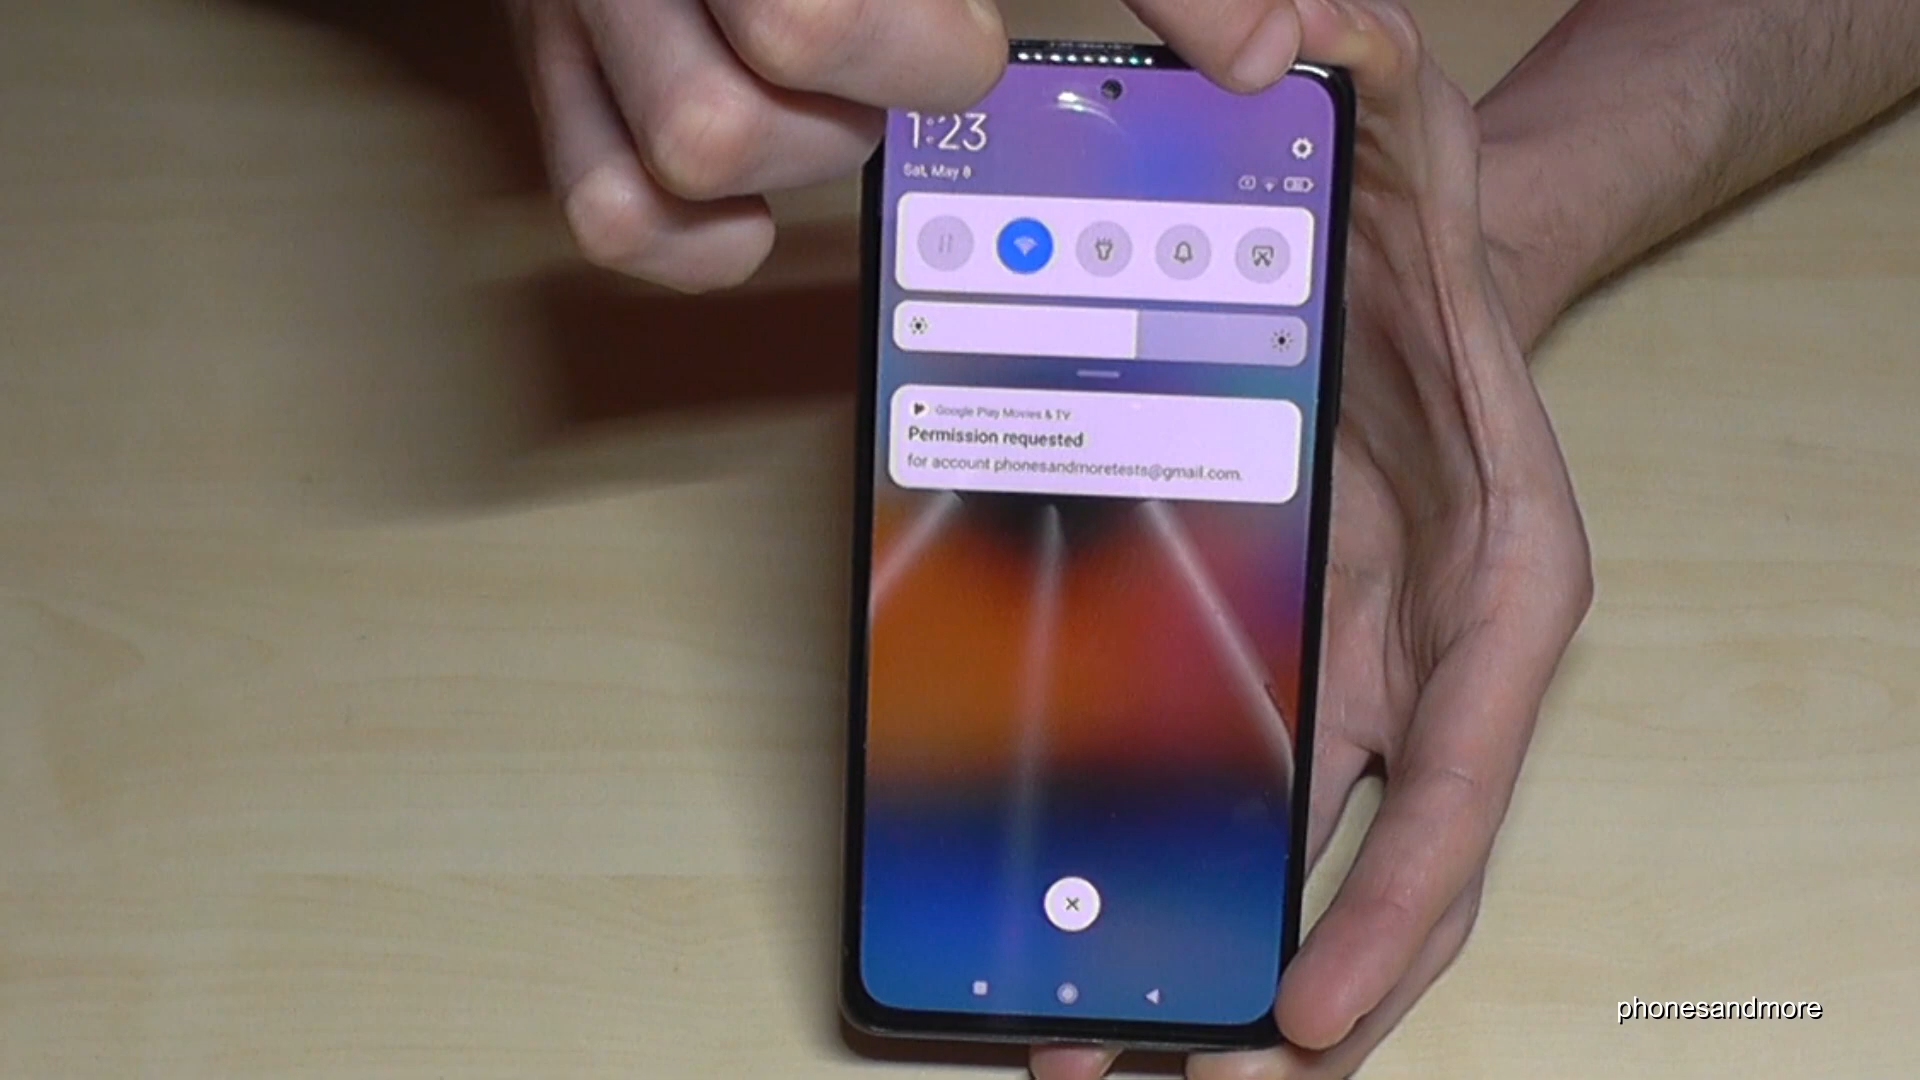 1:23
Sat, May 8
Google Play Movies & TV
Permission requested
for account phonesandmoretests@gmail.com.
phonesandmore